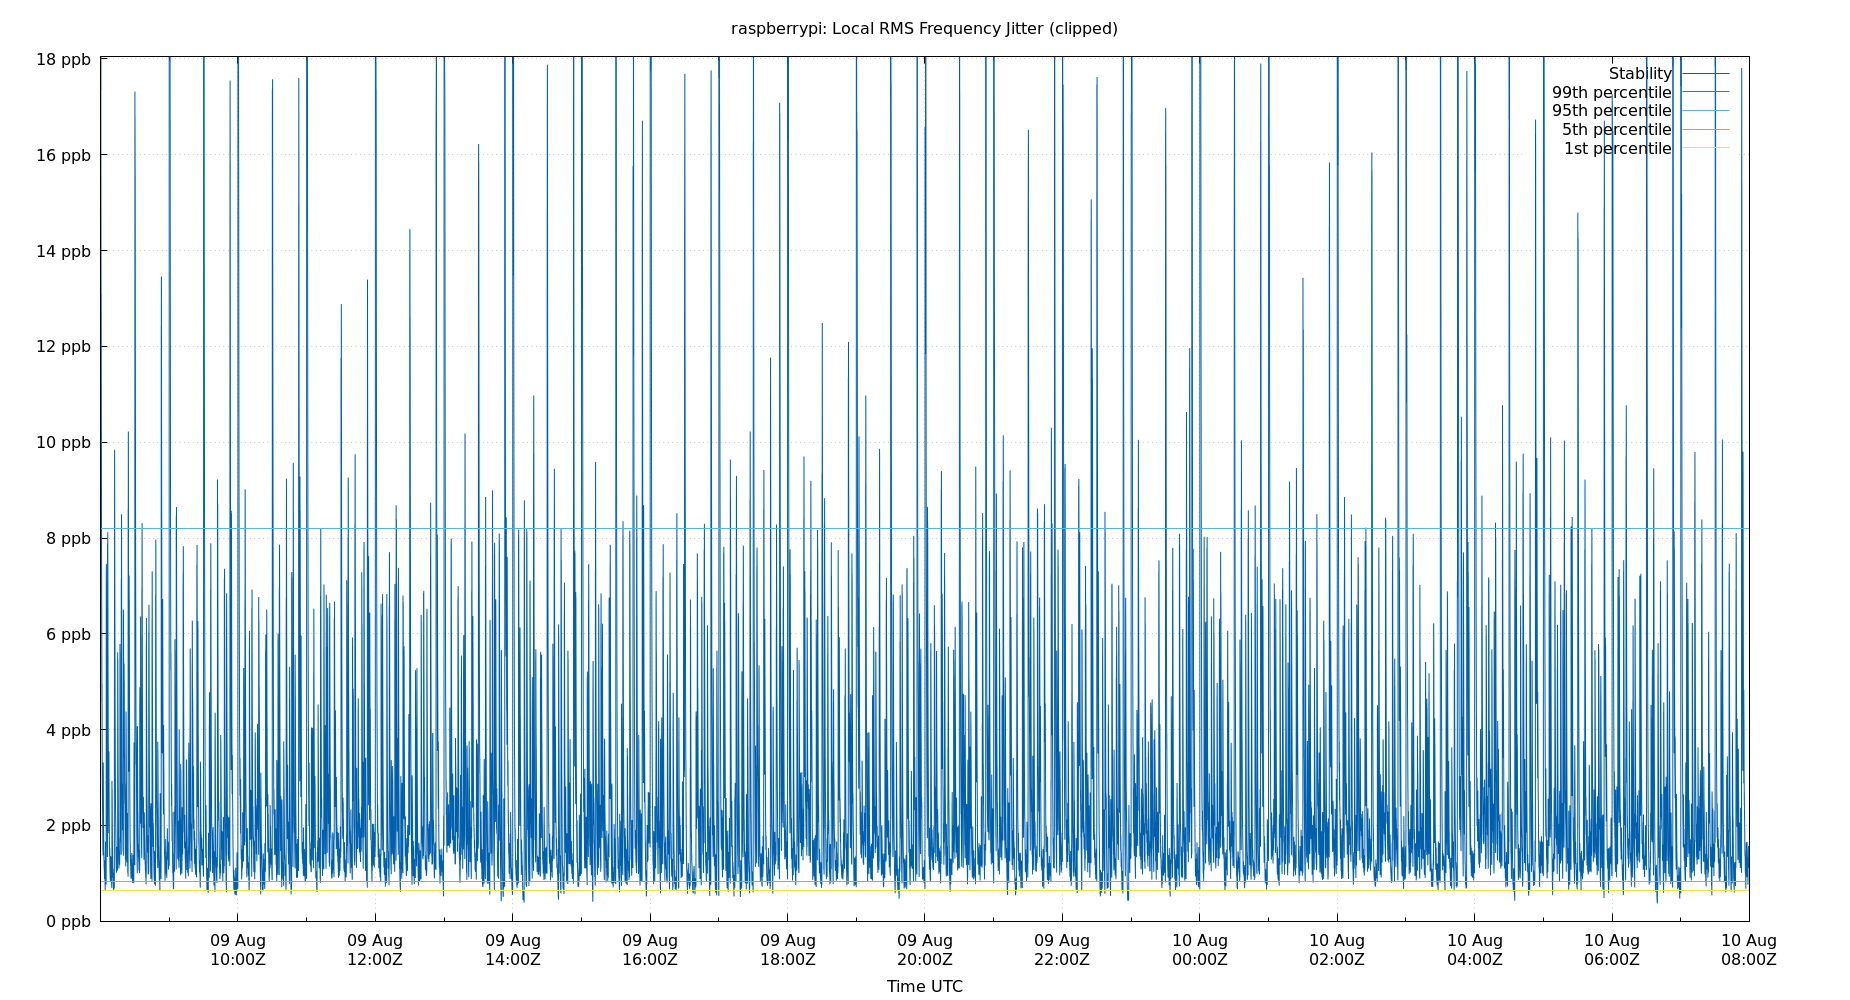 raspberrypi: Local RMS Frequency Jitter (clipped)
18 ppb
16 ppb
14 ppb
12 ppb
10 ppb
8 ppb
6 ppb
4 ppb
2 ppb
0 ppb
Stability
99th percentile
95th percentile
5th percentile
1st percentile
09 Aug 09 Aug 09 Aug 09 Aug 09 Aug 09 Aug 09 Aug 10 Aug 10 Aug 10 Aug 10 Aug 10 Aug
10:00Z 12:00Z 14:00Z 16:00Z 18:00Z 20:00Z 22:00Z 00:00Z 02:00Z 04:00Z 06:00Z 08:00Z
Time UTC